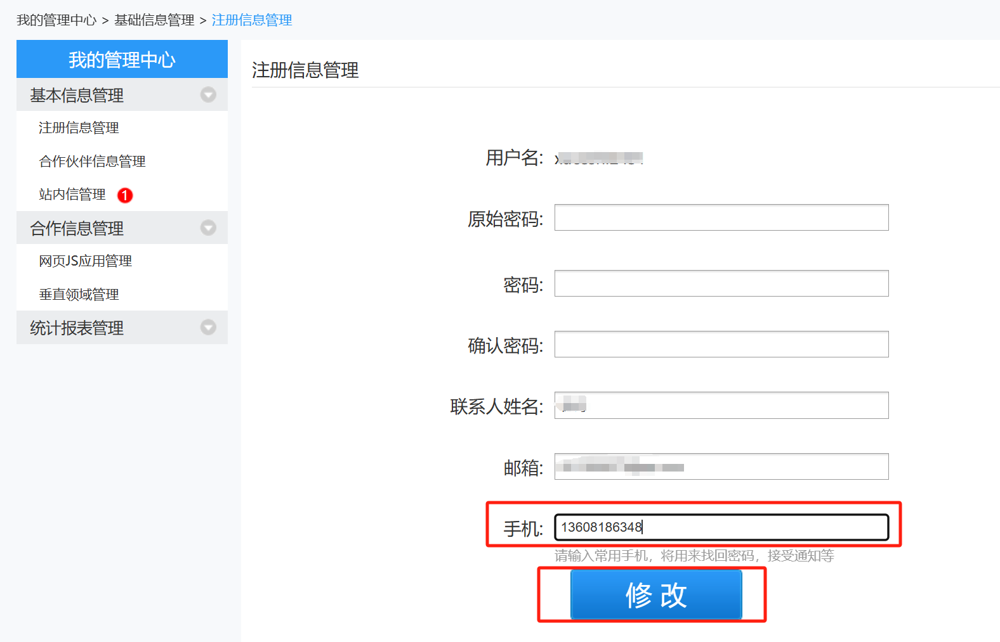 我的管理中心 > 基础信息管理 > 注册信息管理
我的管理中心
基本信息管理
注册信息管理
合作伙伴信息管理
站内信管理 1
合作信息管理
网页JS应用管理
垂直领域管理
统计报表管理
注册信息管理
用户名:
原始密码:
密码:
确认密码:
联系人姓名:
邮箱:
手机: 13608186348
请输入常用手机，将用来找回密码，接受通知等
修 改